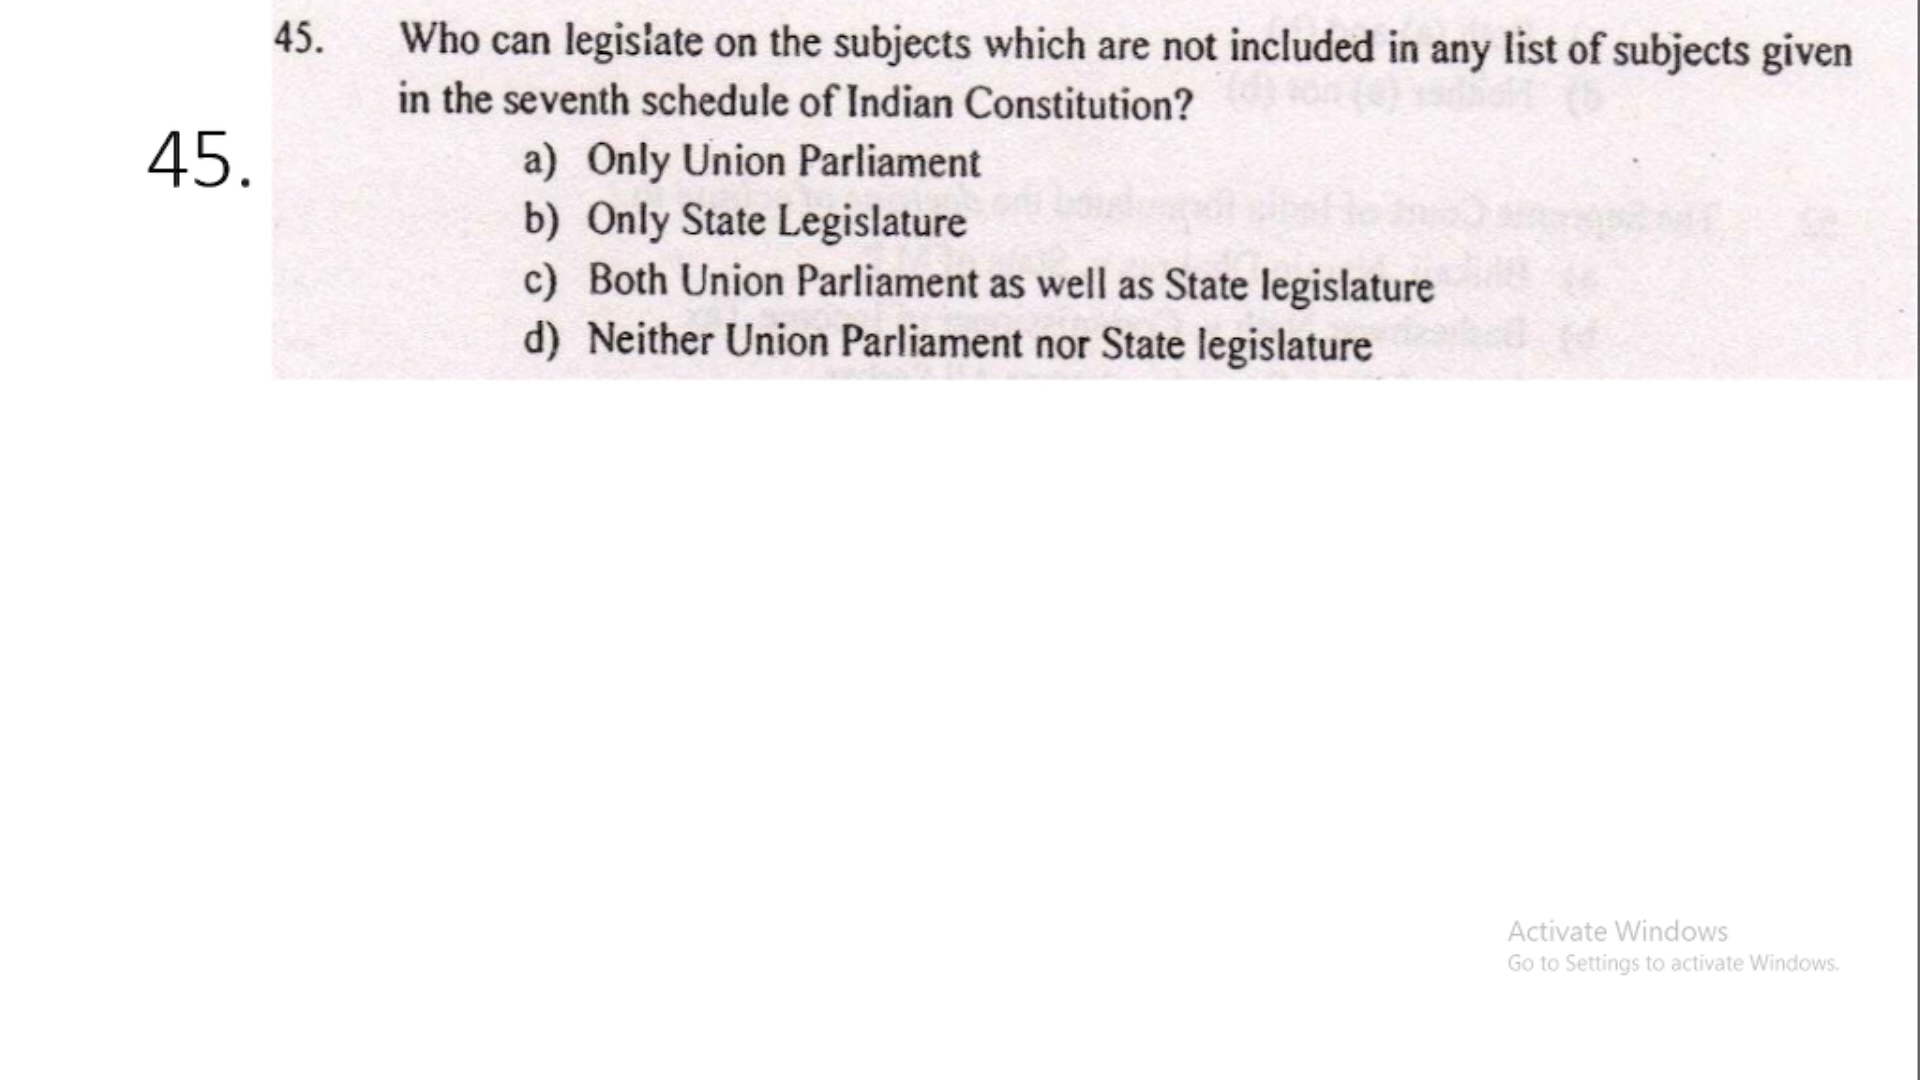 45. Who can legislate on the subjects which are not included in any list of subjects given
in the seventh schedule of Indian Constitution?
45.
a) Only Union Parliament
b) Only State Legislature
c) Both Union Parliament as well as State legislature
d) Neither Union Parliament nor State legislature
Activate Windows
Go to Settings to activate Windows.